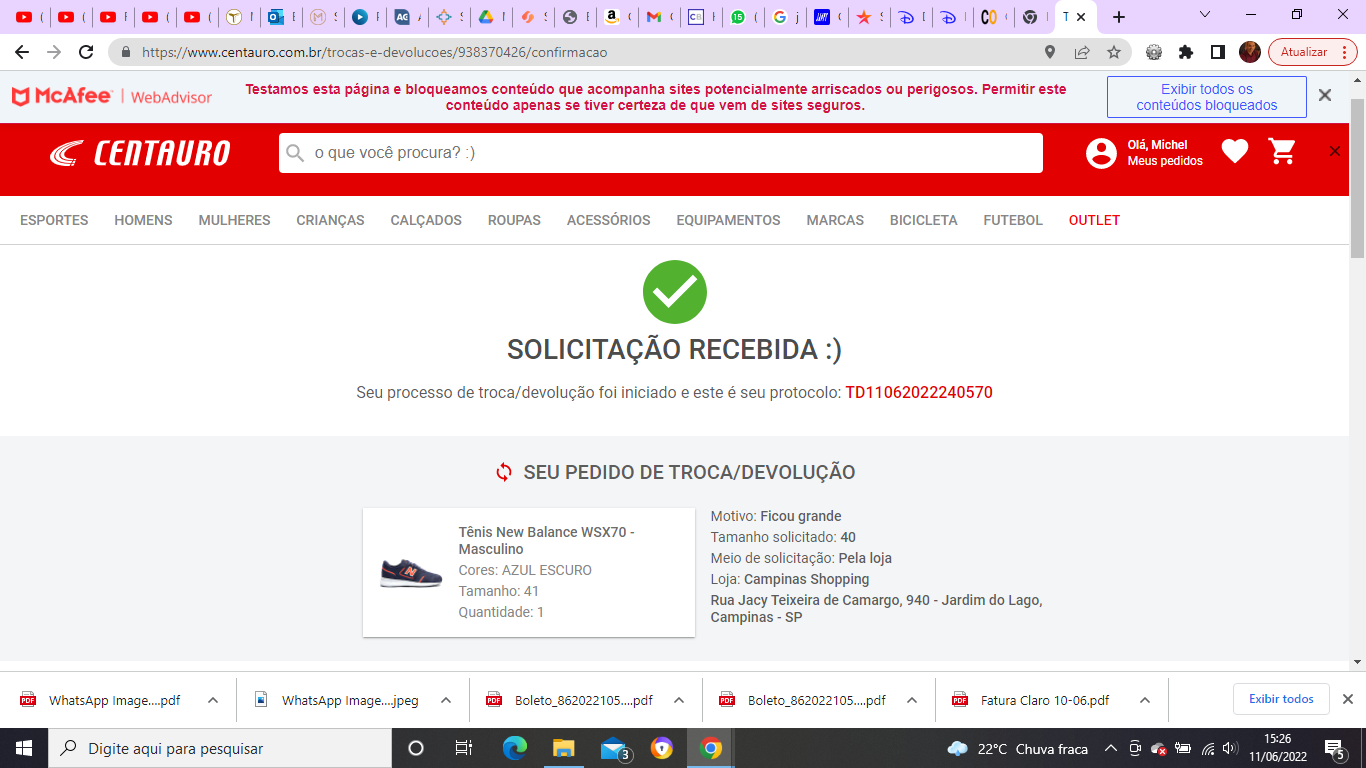 Atualizar
https://www.centauro.com.br/trocas-e-devolucoes/938370426/confirmacao
McAfee | WebAdvisor
Testamos esta página e bloqueamos conteúdo que acompanha sites potencialmente arriscados ou perigosos. Permitir este
conteúdo apenas se tiver certeza de que vem de sites seguros.
Exibir todos os
conteúdos bloqueados
CENTAURO
o que você procura? :)
Olá, Michel
Meus pedidos
ESPORTES HOMENS MULHERES CRIANÇAS CALÇADOS ROUPAS ACESSÓRIOS EQUIPAMENTOS MARCAS BICICLETA FUTEBOL OUTLET
SOLICITAÇÃO RECEBIDA :)
Seu processo de troca/devolução foi iniciado e este é seu protocolo: TD11062022240570
SEU PEDIDO DE TROCA/DEVOLUÇÃO
Tênis New Balance WSX70 -
Masculino
Cores: AZUL ESCURO
Tamanho: 41
Quantidade: 1
Motivo: Ficou grande
Tamanho solicitado: 40
Meio de solicitação: Pela loja
Loja: Campinas Shopping
Rua Jacy Teixeira de Camargo, 940 - Jardim do Lago,
Campinas - SP
WhatsApp Image....pdf
WhatsApp Image....jpeg
Boleto_862022105....pdf
Boleto_862022105....pdf
Fatura Claro 10-06.pdf
Exibir todos
Digite aqui para pesquisar
3
22°C Chuva fraca
15:26
11/06/2022
5